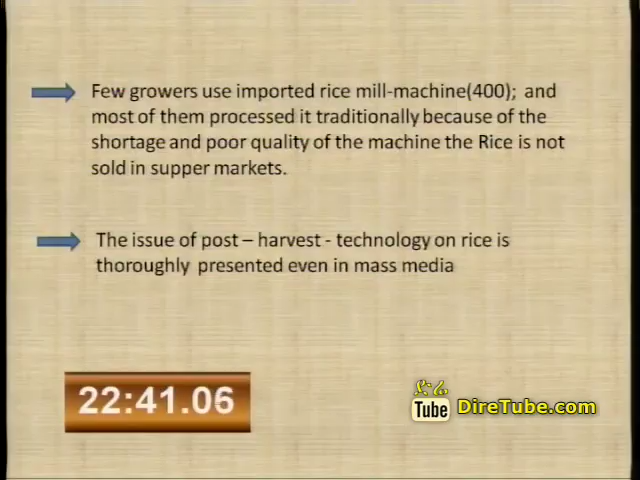 Few growers use imported rice mill-machine(400); and
most of them processed it traditionally because of the
shortage and poor quality of the machine the Rice is not
sold in supper markets.
The issue of post – harvest - technology on rice is
thoroughly presented even in mass media
22:41.06
ድሬ
Tube DireTube.com